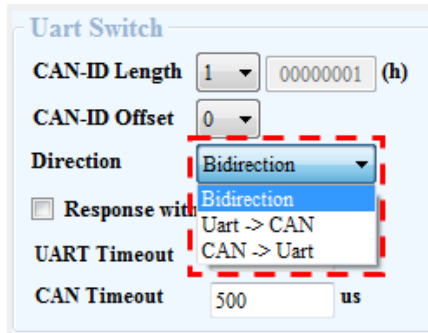 Uart Switch
CAN-ID Length 1 00000001 (h)
CAN-ID Offset 0
Direction Bidirection
Bidirection
Response with
Uart -> CAN
UART Timeout CAN -> Uart
CAN Timeout 500 us